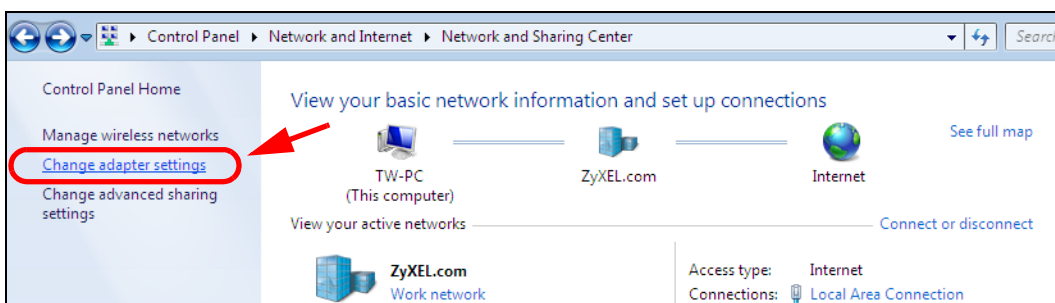 Control Panel ▸ Network and Internet ▸ Network and Sharing Center
Search
Control Panel Home
Manage wireless networks
Change adapter settings
Change advanced sharing
settings
View your basic network information and set up connections
See full map
TW-PC
(This computer)
ZyXEL.com
Internet
View your active networks
Connect or disconnect
ZyXEL.com
Work network
Access type: Internet
Connections: Local Area Connection